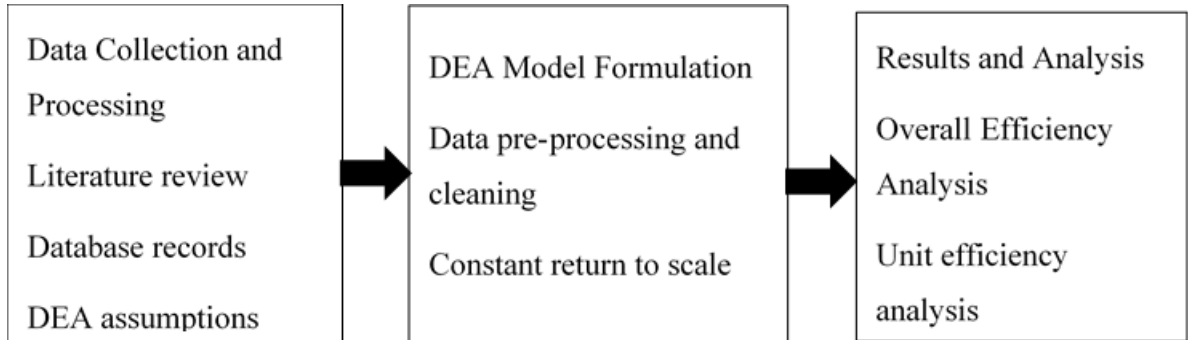 Data Collection and
Processing
Literature review
Database records
DEA assumptions
DEA Model Formulation
Data pre-processing and
cleaning
Constant return to scale
Results and Analysis
Overall Efficiency
Analysis
Unit efficiency
analysis